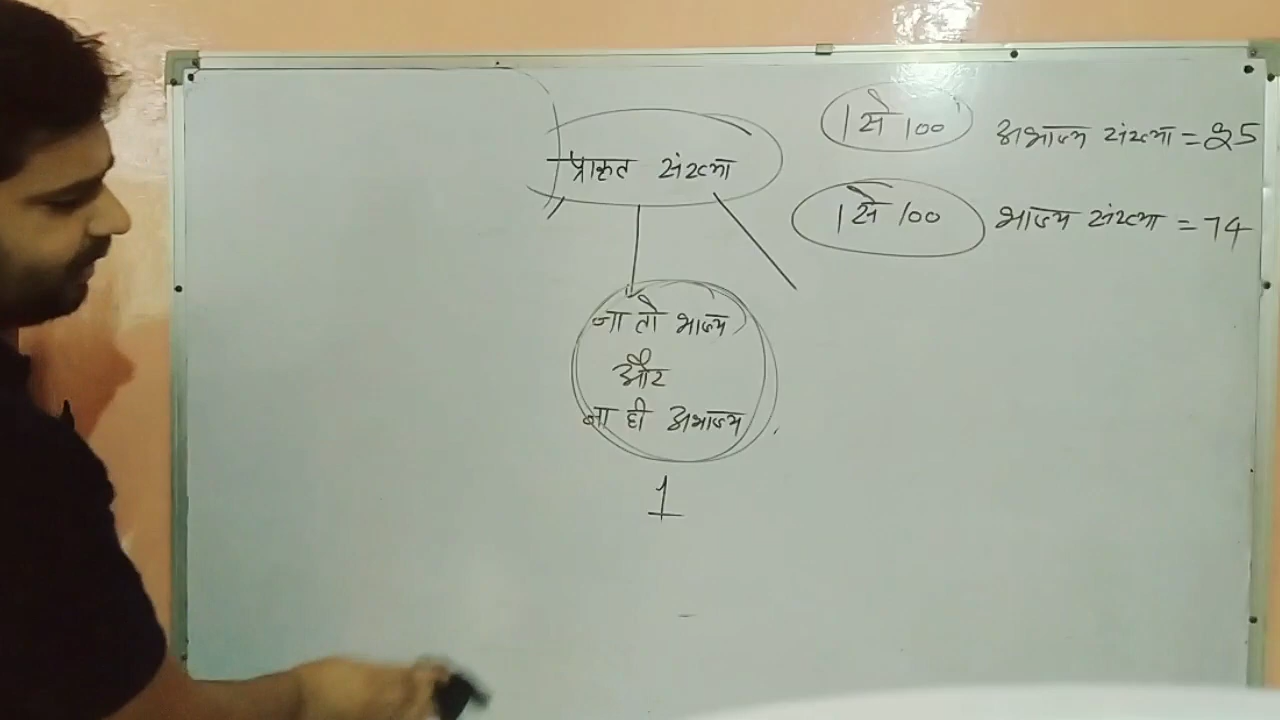 प्राकृत संख्या
1 से 100 अभाज्य संख्या = 25
1 से 100 भाज्य संख्या = 74
ना तो भाज्य
और
ना ही अभाज्य
1